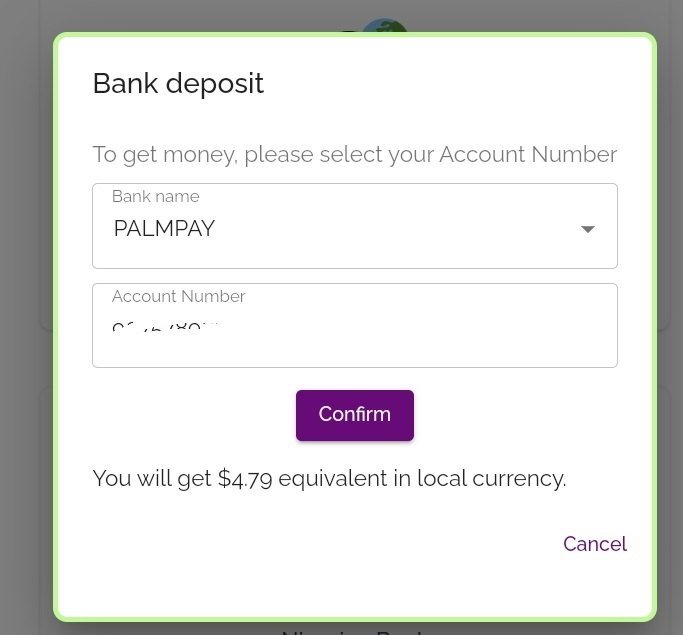 Bank deposit
To get money, please select your Account Number
Bank name
PALMPAY
Account Number
Confirm
You will get $4.79 equivalent in local currency.
Cancel